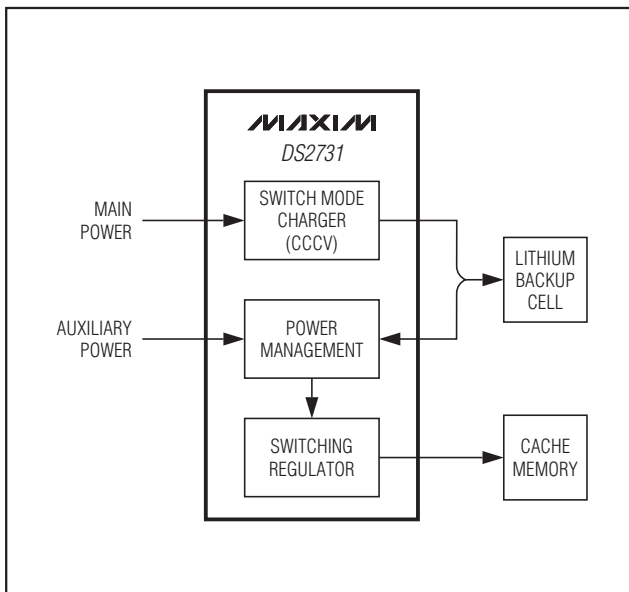 MAXIM
DS2731
MAIN
POWER
SWITCH MODE
CHARGER
(CCCV)
LITHIUM
BACKUP
CELL
AUXILIARY
POWER
POWER
MANAGEMENT
SWITCHING
REGULATOR
CACHE
MEMORY